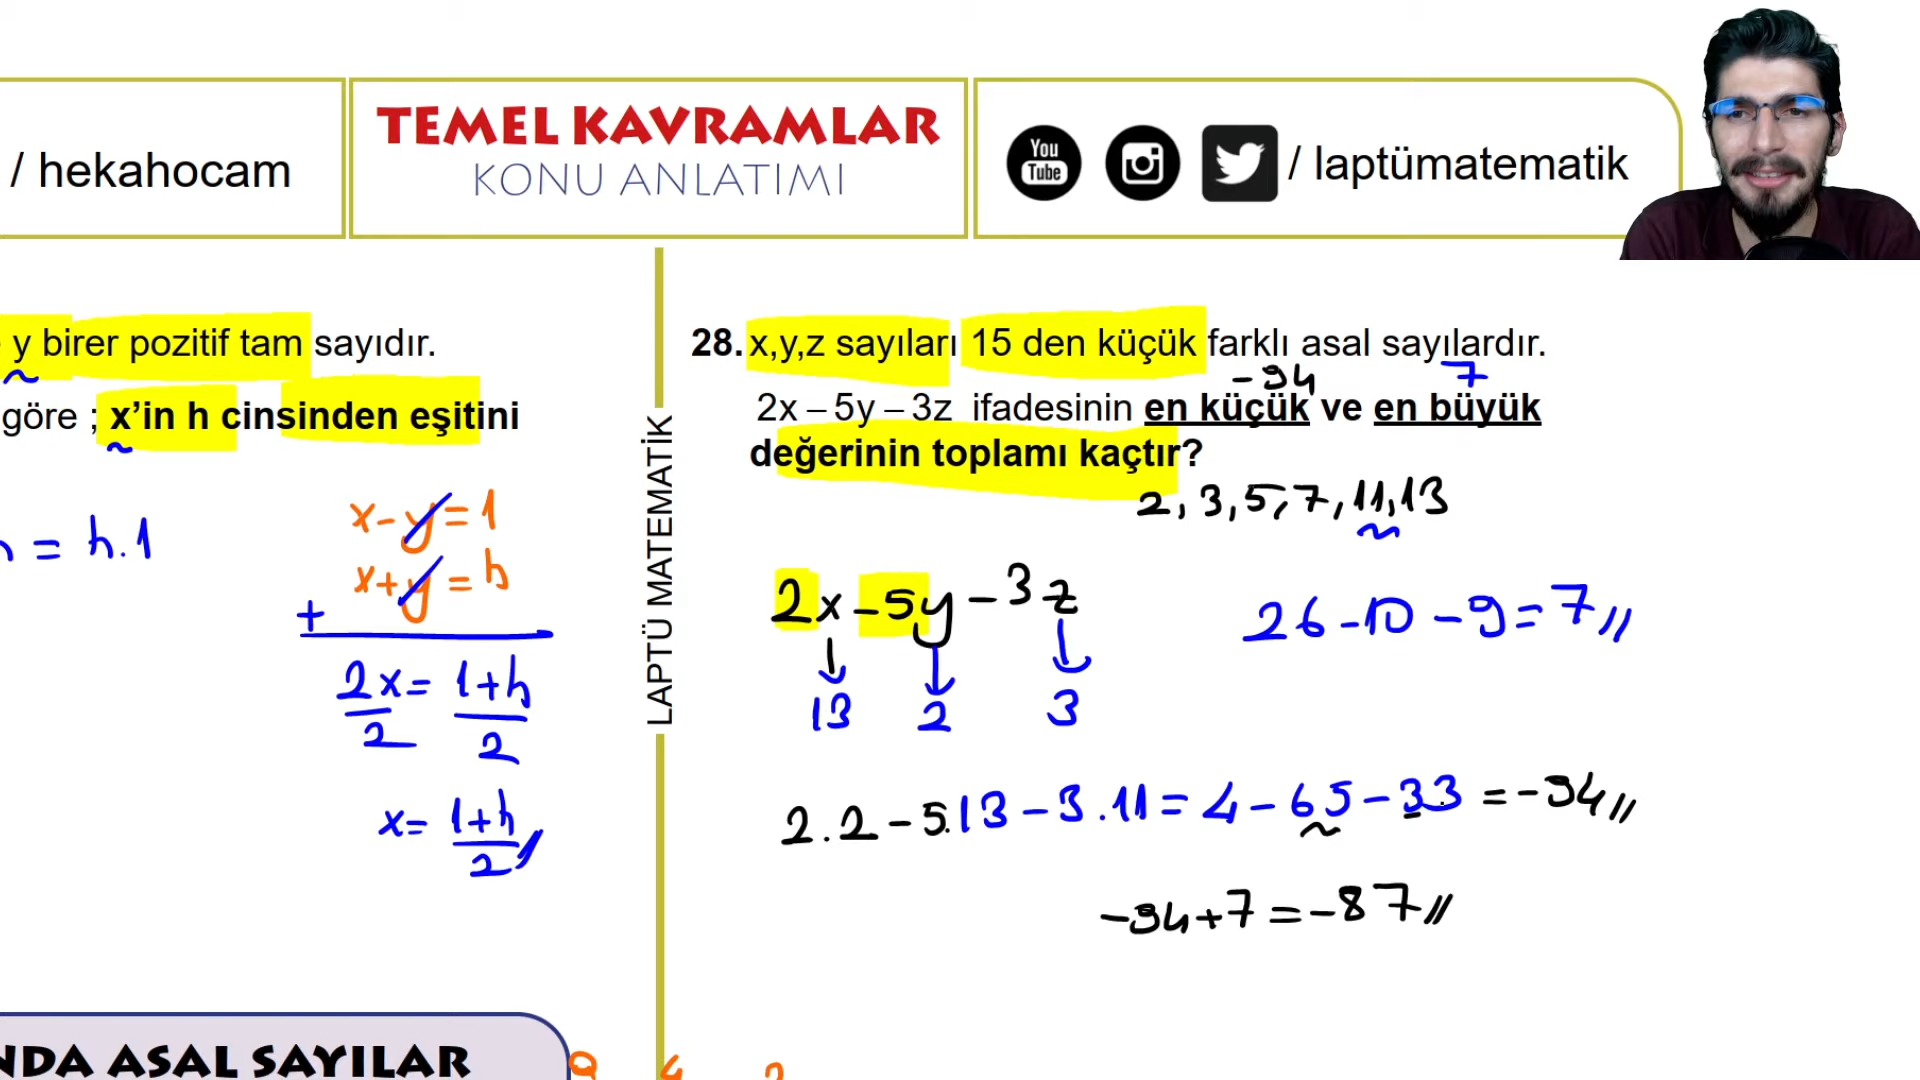 / hekahocam
TEMEL KAVRAMLAR
KONU ANLATIMI
You
Tube
/ laptümatematik
y birer pozitif tam sayıdır.
göre ; x’in h cinsinden eşitini
= h.1
x-y=1
x+y=h
+
2x= 1+h
2 2
x= 1+h
2
LAPTÜ MATEMATİK
28. x,y,z sayıları 15 den küçük farklı asal sayılardır.
-94 7
2x – 5y – 3z ifadesinin en küçük ve en büyük
değerinin toplamı kaçtır?
2,3,5,7,11,13
2x-5y-3z
13 2 3
26-10-9=7//
2.2-5.13-3.11=4-65-33=-94//
-94+7=-87//
NDA ASAL SAYILAR